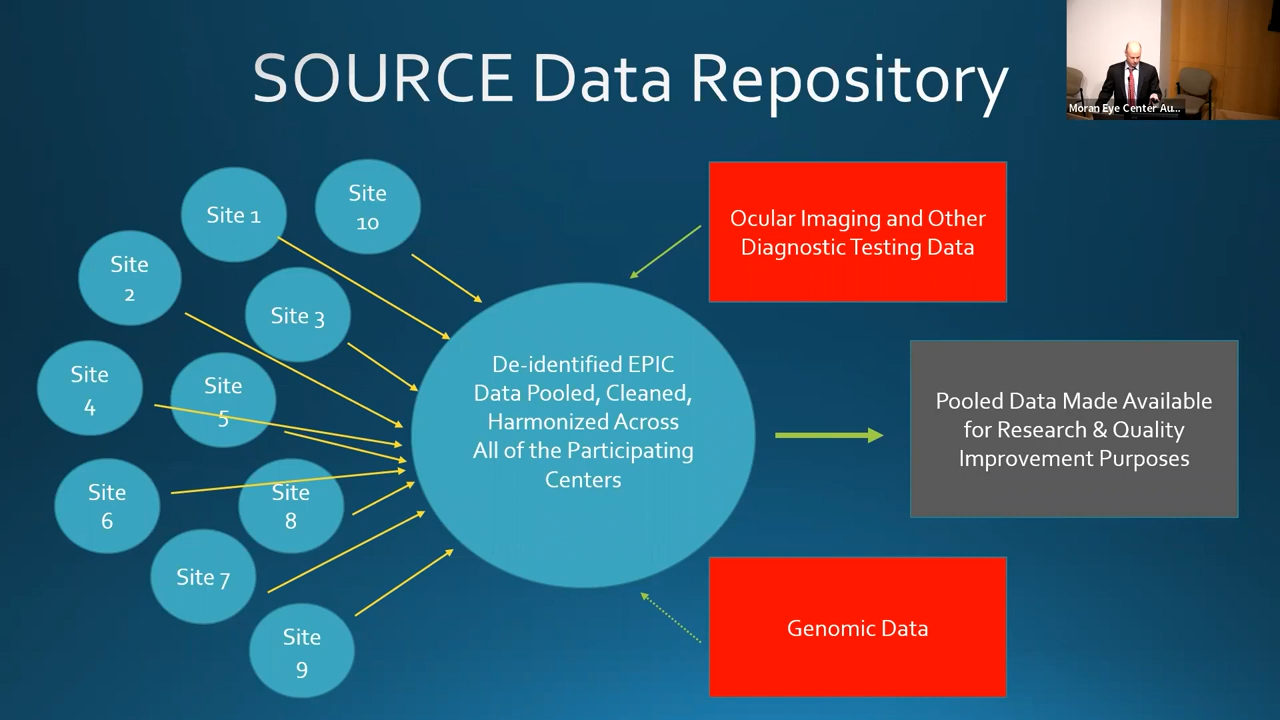 SOURCE Data Repository
Moran Eye Center Au...
Site 1
Site
10
Site
2
Site 3
Site
4
Site
5
Site
6
Site
8
Site 7
Site
9
De-identified EPIC
Data Pooled, Cleaned,
Harmonized Across
All of the Participating
Centers
Ocular Imaging and Other
Diagnostic Testing Data
Pooled Data Made Available
for Research & Quality
Improvement Purposes
Genomic Data